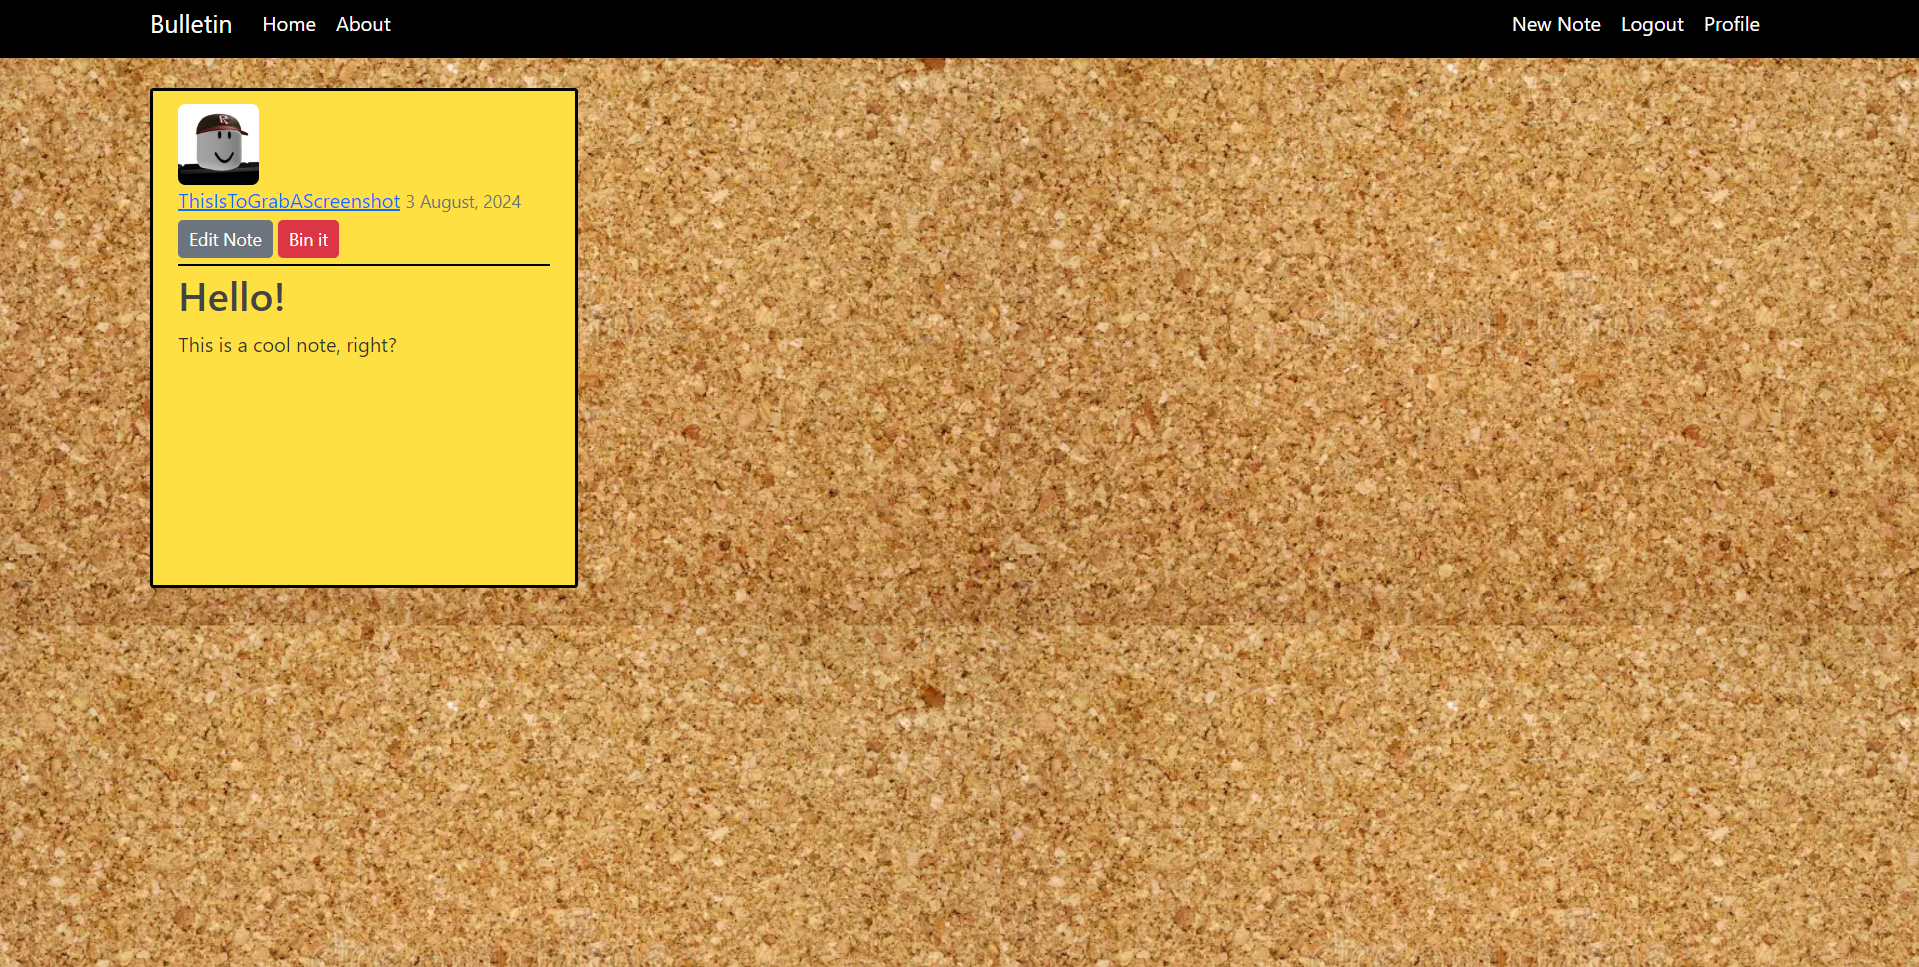 Bulletin Home About New Note Logout Profile
ThisIsToGrabAScreenshot 3 August, 2024
Edit Note Bin it
Hello!
This is a cool note, right?